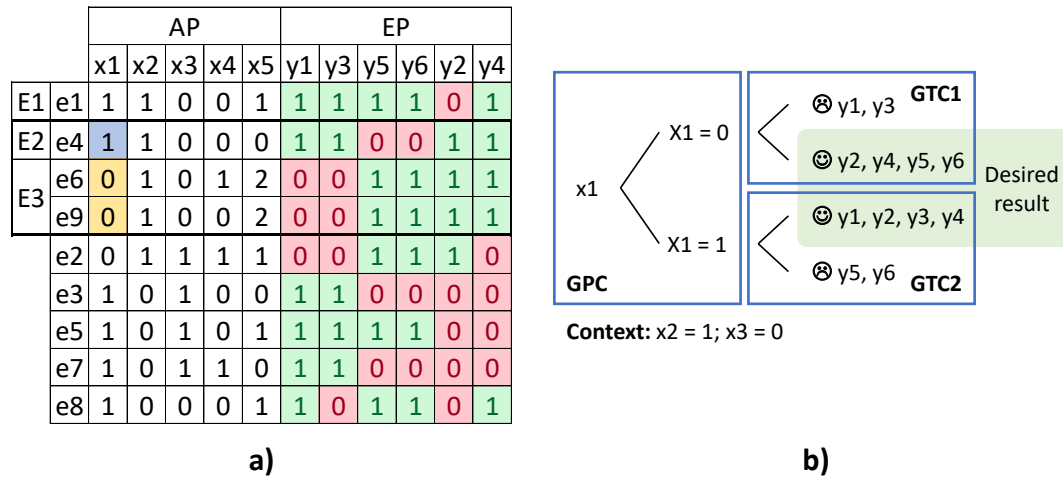 AP EP
x1 x2 x3 x4 x5 y1 y3 y5 y6 y2 y4
E1 e1 1 1 0 0 1 1 1 1 1 0 1
E2 e4 1 1 0 0 0 1 1 0 0 1 1
E3 e6 0 1 0 1 2 0 0 1 1 1 1
e9 0 1 0 0 2 0 0 1 1 1 1
e2 0 1 1 1 1 0 0 1 1 1 0
e3 1 0 1 0 0 1 1 0 0 0 0
e5 1 0 1 0 1 1 1 1 1 0 0
e7 1 0 1 1 0 1 1 0 0 0 0
e8 1 0 0 0 1 1 0 1 1 0 1
a)
x1
X1 = 0
X1 = 1
GPC
y1, y3
GTC1
y2, y4, y5, y6
Desired
result
y1, y2, y3, y4
y5, y6
GTC2
Context: x2 = 1; x3 = 0
b)